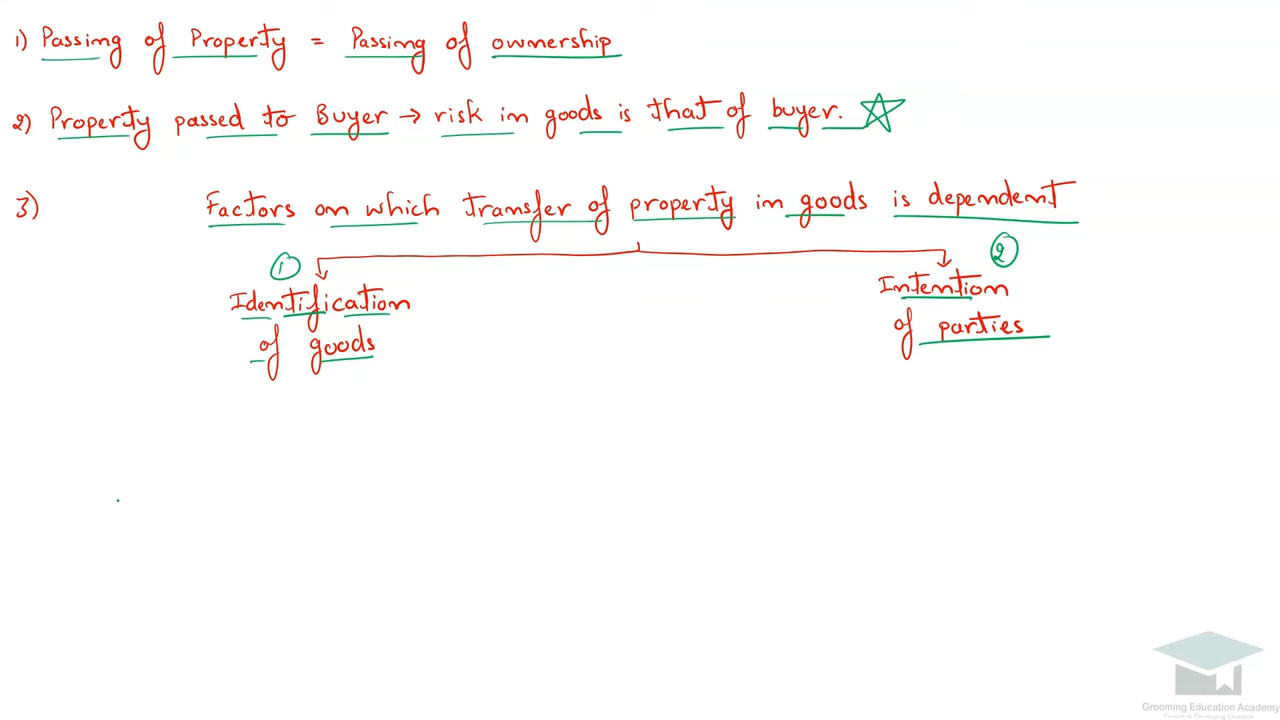 1) Passing of Property = Passing of ownership
2) Property passed to Buyer → risk in goods is that of buyer. ☆
3) Factors on which transfer of property in goods is dependent
① ②
Identification Intention
of goods of parties
Grooming Education Academy